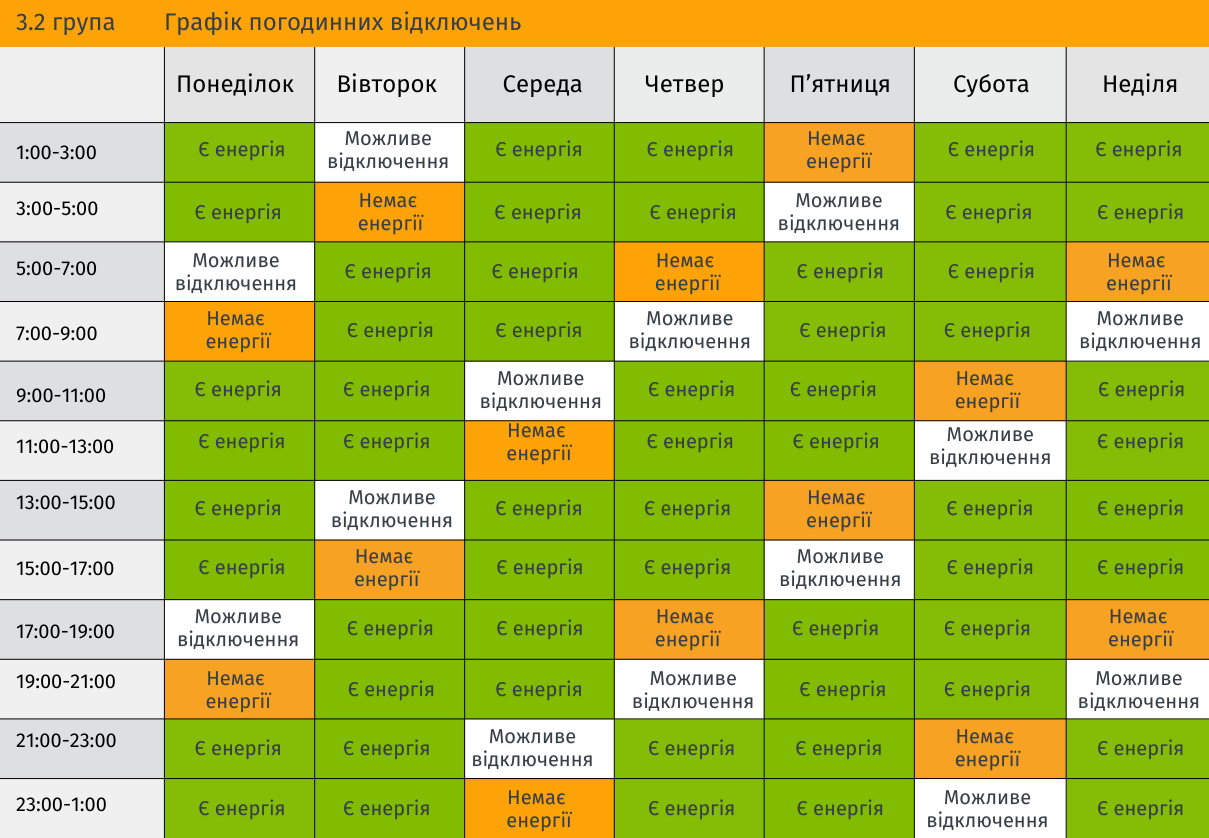 3.2 група Графік погодинних відключень
Понеділок Вівторок Середа Четвер П’ятниця Субота Неділя
1:00-3:00 Є енергія Можливе відключення Є енергія Є енергія Немає енергії Є енергія Є енергія
3:00-5:00 Є енергія Немає енергії Є енергія Є енергія Можливе відключення Є енергія Є енергія
5:00-7:00 Можливе відключення Є енергія Є енергія Немає енергії Є енергія Є енергія Немає енергії
7:00-9:00 Немає енергії Є енергія Є енергія Можливе відключення Є енергія Є енергія Можливе відключення
9:00-11:00 Є енергія Є енергія Можливе відключення Є енергія Є енергія Немає енергії Є енергія
11:00-13:00 Є енергія Є енергія Немає енергії Є енергія Є енергія Можливе відключення Є енергія
13:00-15:00 Є енергія Можливе відключення Є енергія Є енергія Немає енергії Є енергія Є енергія
15:00-17:00 Є енергія Немає енергії Є енергія Є енергія Можливе відключення Є енергія Є енергія
17:00-19:00 Можливе відключення Є енергія Є енергія Немає енергії Є енергія Є енергія Немає енергії
19:00-21:00 Немає енергії Є енергія Є енергія Можливе відключення Є енергія Є енергія Можливе відключення
21:00-23:00 Є енергія Є енергія Можливе відключення Є енергія Є енергія Немає енергії Є енергія
23:00-1:00 Є енергія Є енергія Немає енергії Є енергія Є енергія Можливе відключення Є енергія